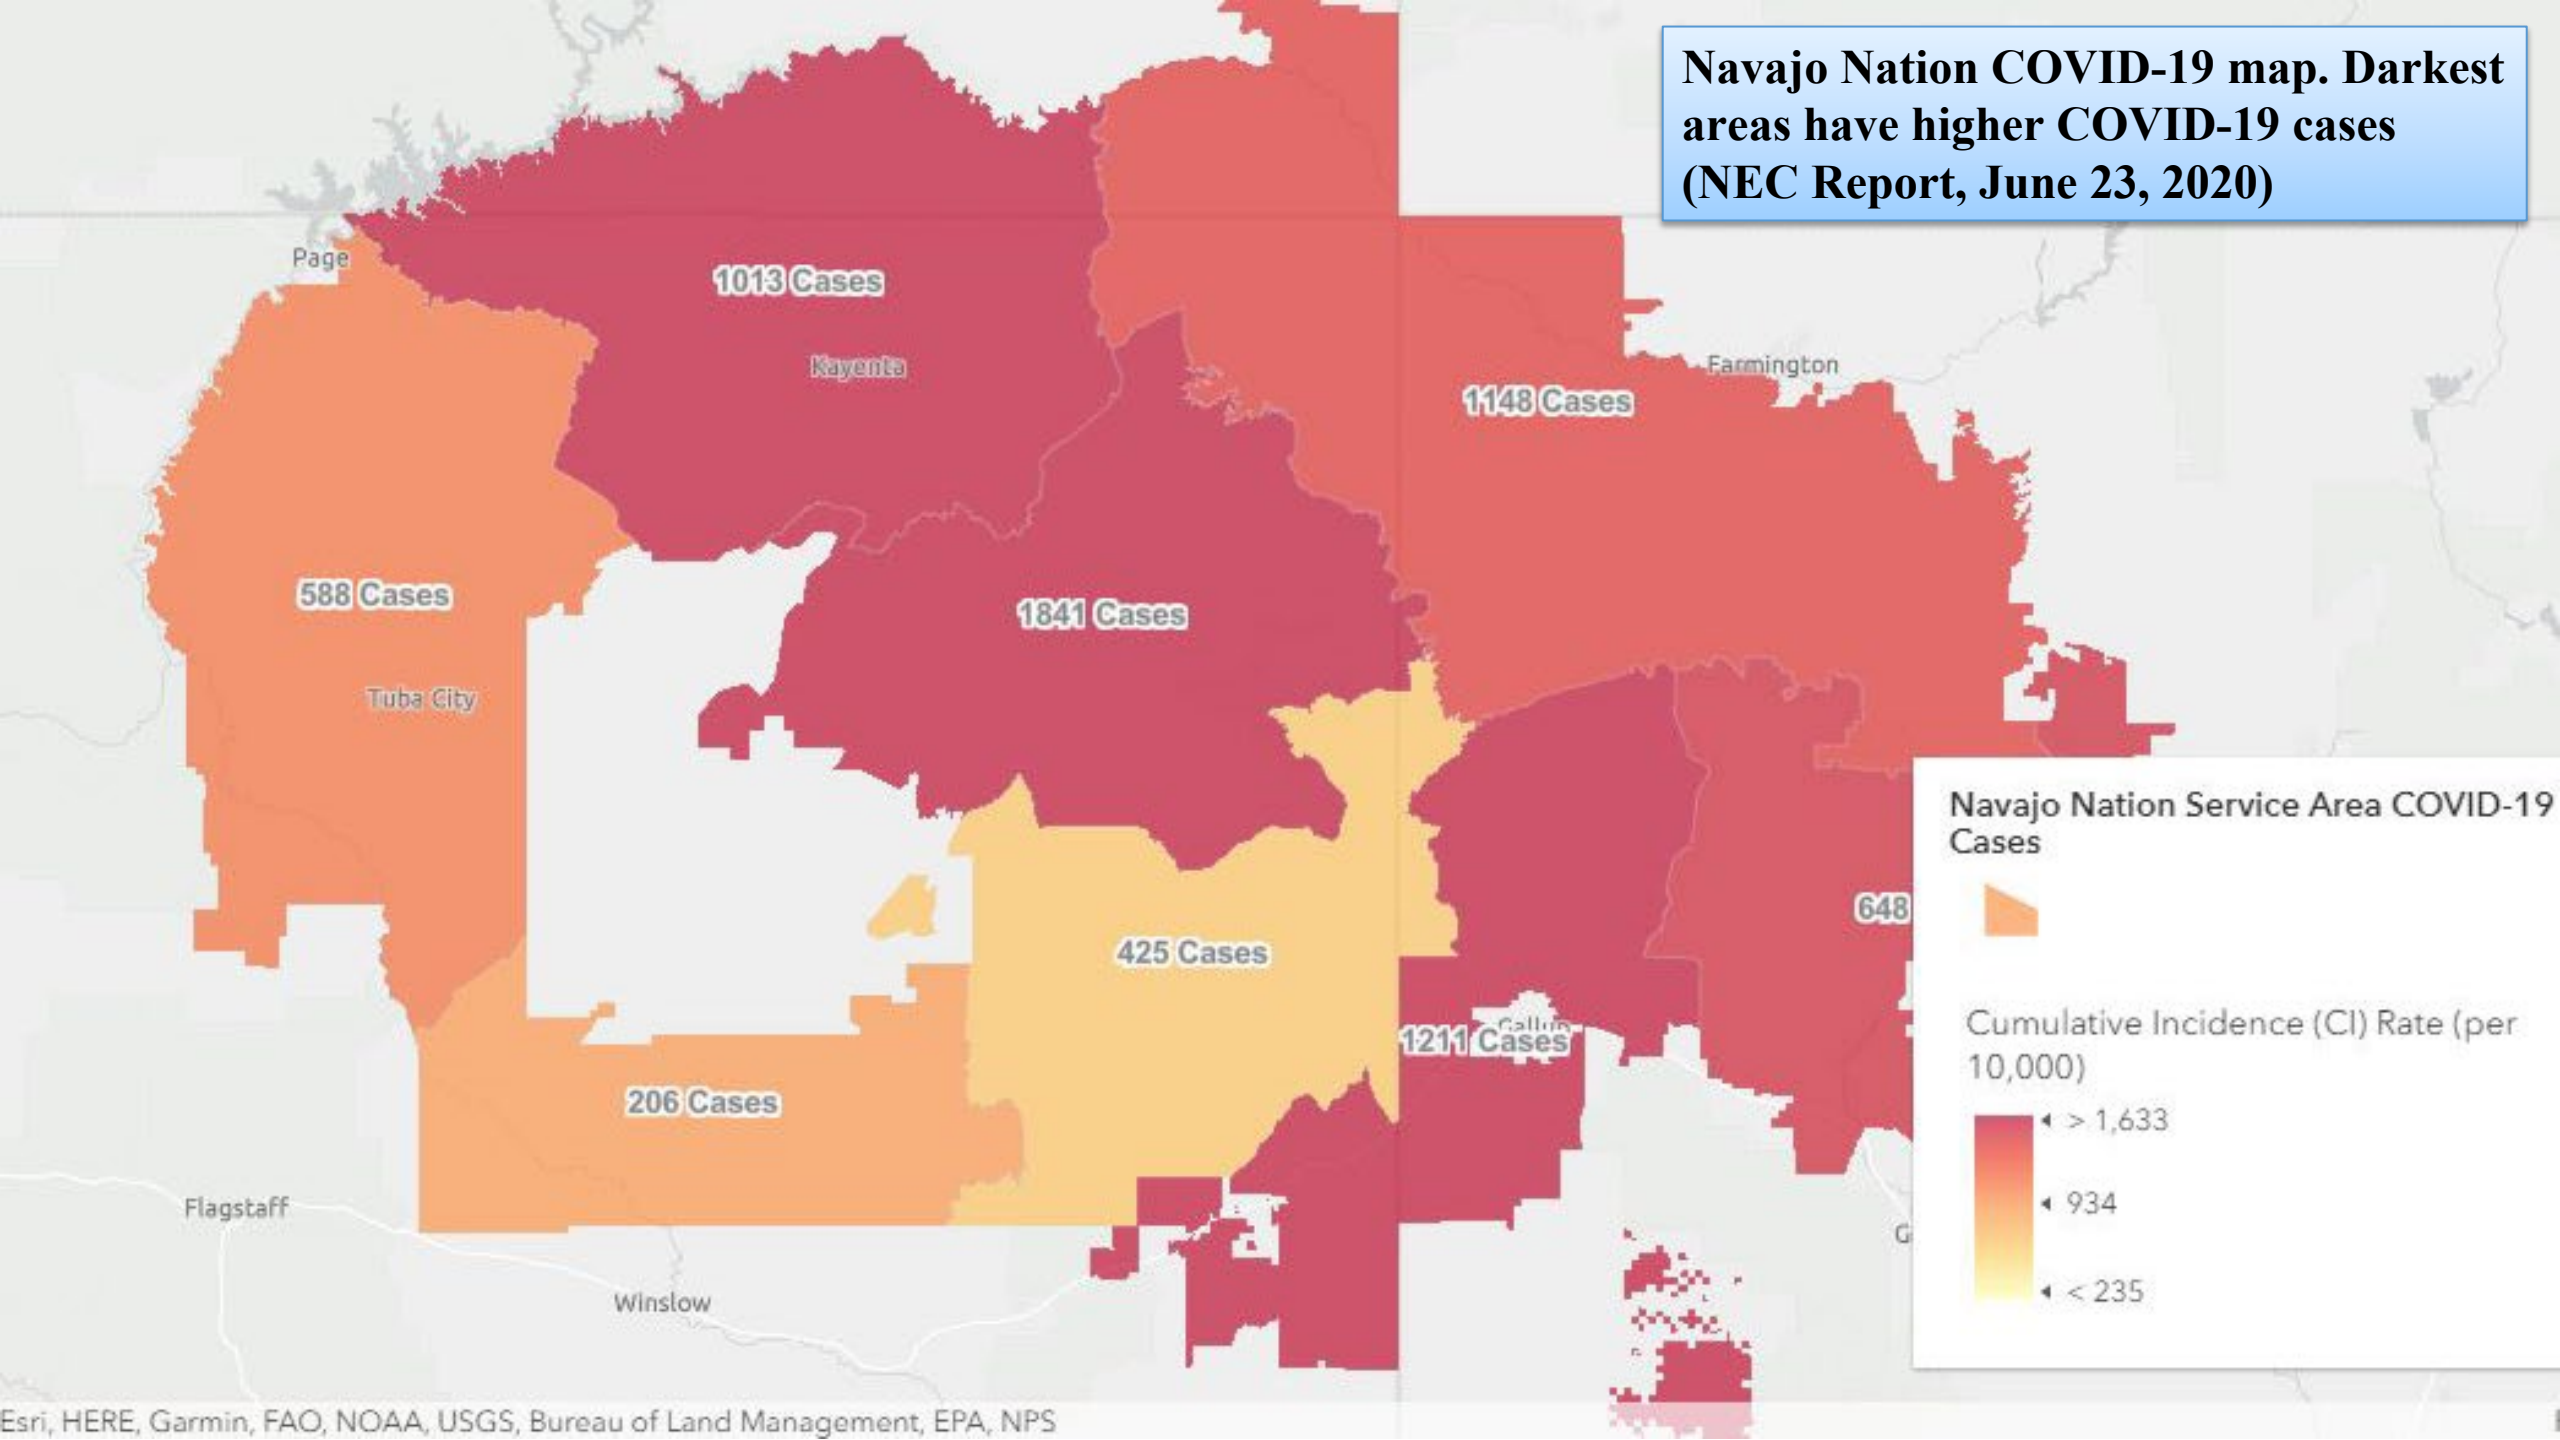 Navajo Nation COVID-19 map. Darkest
areas have higher COVID-19 cases
(NEC Report, June 23, 2020)
Page
1013 Cases
Kayenta
Farmington
1148 Cases
588 Cases
1841 Cases
Tuba City
Navajo Nation Service Area COVID-19
Cases
648
425 Cases
Cumulative Incidence (CI) Rate (per
10,000)
Gallup
1211 Cases
206 Cases
> 1,633
934
Flagstaff
G
< 235
Winslow
Esri, HERE, Garmin, FAO, NOAA, USGS, Bureau of Land Management, EPA, NPS